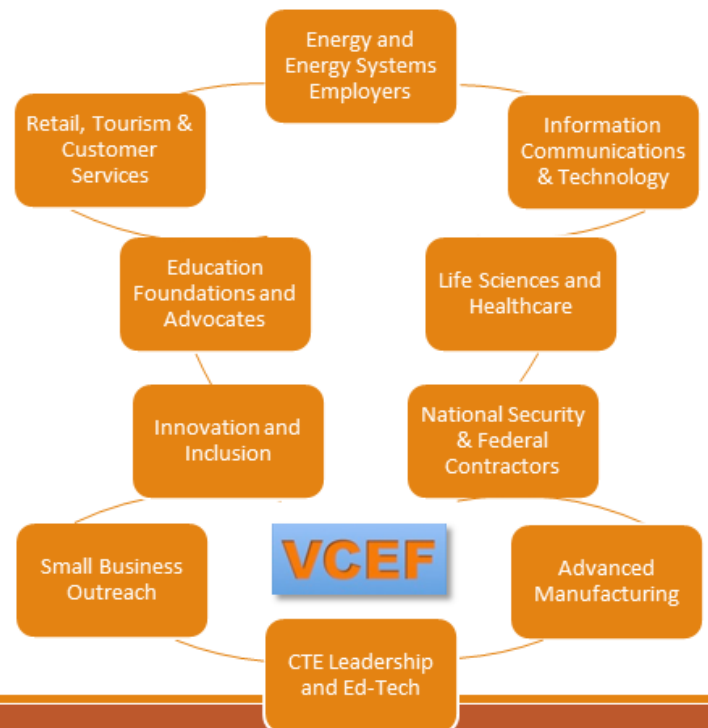 Energy and
Energy Systems
Employers
Retail, Tourism &
Customer
Services
Information
Communications
& Technology
Education
Foundations and
Advocates
Life Sciences and
Healthcare
Innovation and
Inclusion
National Security
& Federal
Contractors
Small Business
Outreach
VCEF
Advanced
Manufacturing
CTE Leadership
and Ed-Tech